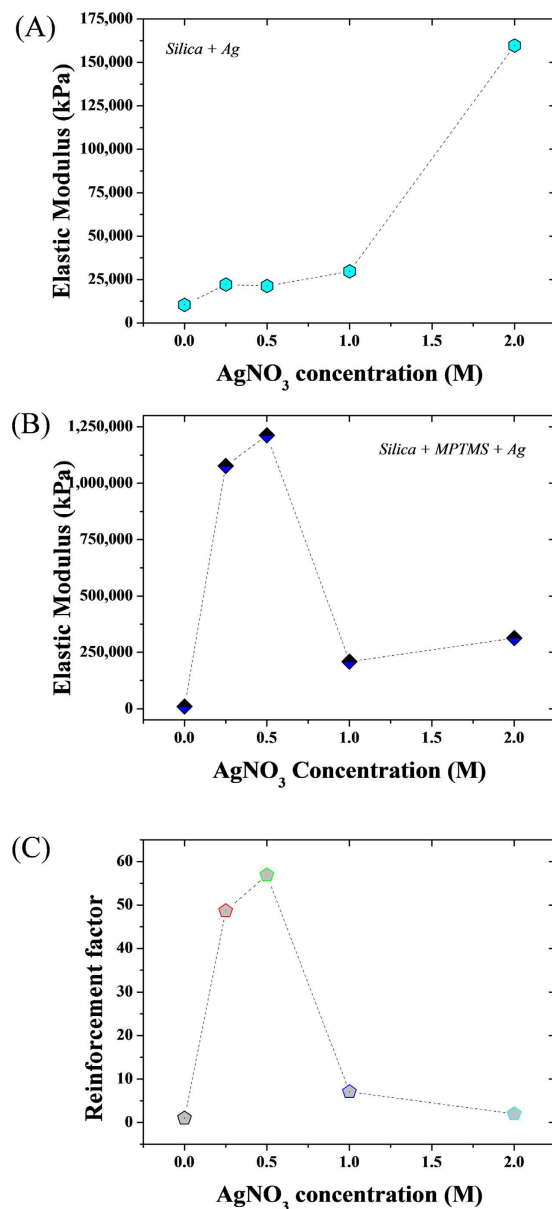 (A)
Silica + Ag
Elastic Modulus (kPa)
175,000
150,000
125,000
100,000
75,000
50,000
25,000
0
0.0 0.5 1.0 1.5 2.0
AgNO₃ concentration (M)
(B)
Silica + MPTMS + Ag
Elastic Modulus (kPa)
1,250,000
1,000,000
750,000
500,000
250,000
0
0.0 0.5 1.0 1.5 2.0
AgNO₃ Concentration (M)
(C)
Reinforcement factor
60
50
40
30
20
10
0
0.0 0.5 1.0 1.5 2.0
AgNO₃ concentration (M)